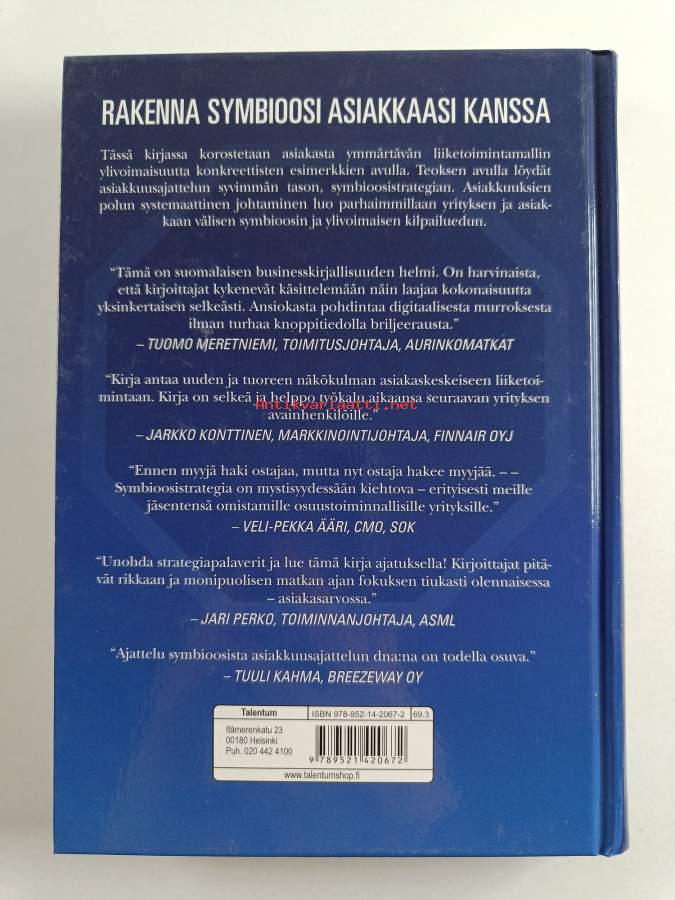 RAKENNA SYMBIOOSI ASIAKKAASI KANSSA
Tässä kirjassa korostetaan asiakasta ymmärtävän liiketoimintamallin
ylivoimaisuutta konkreettisten esimerkkien avulla. Teoksen avulla löydät
asiakkuusajattelun syvimmän tason, symbioosistrategian. Asiakkuuksien
polun systemaattinen johtaminen luo parhaimmillaan yrityksen ja asiak-
kaan välisen symbioosin ja ylivoimaisen kilpailuedun.
“Tämä on suomalaisen businesskirjallisuuden helmi. On harvinaista,
että kirjoittajat kykenevät käsittelemään näin laajaa kokonaisuutta
yksinkertaisen selkeästi. Ansiokasta pohdintaa digitaalisesta murroksesta
ilman turhaa knoppitiedolla briljeerausta.”
– TUOMO MERETNIEMI, TOIMITUSJOHTAJA, AURINKOMATKAT
“Kirja antaa uuden ja tuoreen näkökulman asiakaskeskeiseen liiketoi-
mintaan. Kirja on selkeä ja helppo työkalu aikaansa seuraavan yrityksen
Antikvariaatti.net
avainhenkilöille.”
– JARKKO KONTTINEN, MARKKINOINTIJOHTAJA, FINNAIR OYJ
“Ennen myyjä haki ostajaa, mutta nyt ostaja hakee myyjää. – –
Symbioosistrategia on mystisyydessään kiehtova – erityisesti meille
jäsentensä omistamille osuustoiminnallisille yrityksille.”
– VELI-PEKKA ÄÄRI, CMO, SOK
“Unohda strategiapalaverit ja lue tämä kirja ajatuksella! Kirjoittajat pitä-
vät rikkaan ja monipuolisen matkan ajan fokuksen tiukasti olennaisessa
– asiakasarvossa.”
– JARI PERKO, TOIMINNANJOHTAJA, ASML
“Ajattelu symbioosista asiakkuusajattelun dna:na on todella osuva.”
– TUULI KAHMA, BREEZEWAY OY
Talentum
Itämerenkatu 23
00180 Helsinki
Puh. 020 442 4100
ISBN 978-952-14-2067-2 69.3
9 789521 420672
www.talentumshop.fi